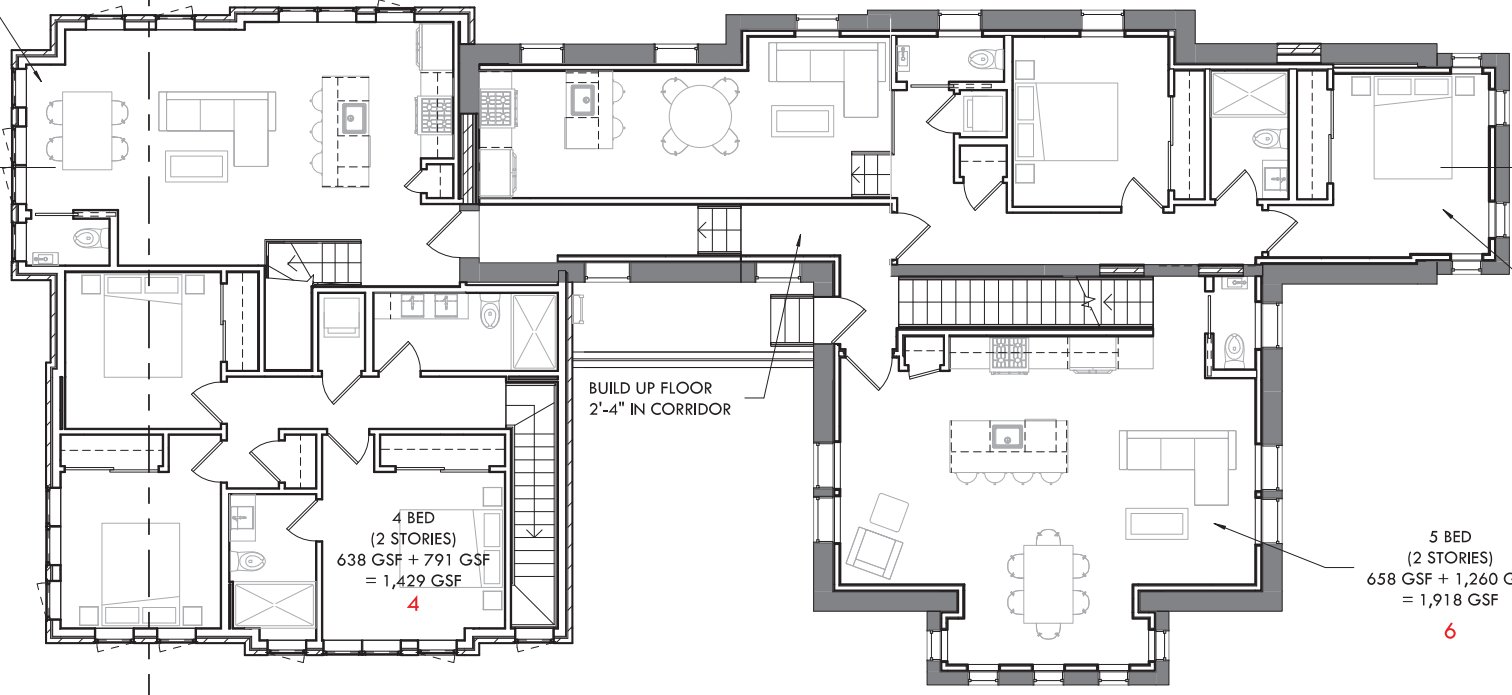 BUILD UP FLOOR
2'-4" IN CORRIDOR
4 BED
(2 STORIES)
638 GSF + 791 GSF
= 1,429 GSF
4
5 BED
(2 STORIES)
658 GSF + 1,260 G
= 1,918 GSF
6